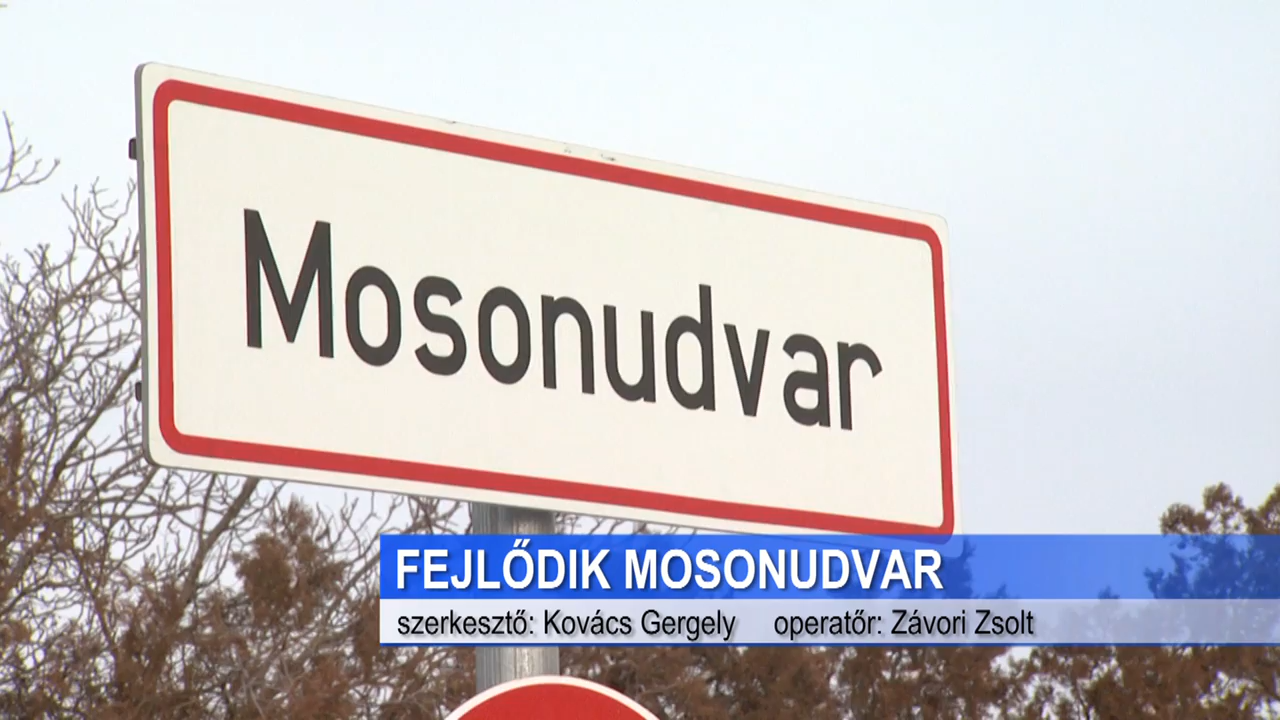 Mosonudvar
FEJLŐDIK MOSONUDVAR
szerkesztő: Kovács Gergely operatőr: Závori Zsolt